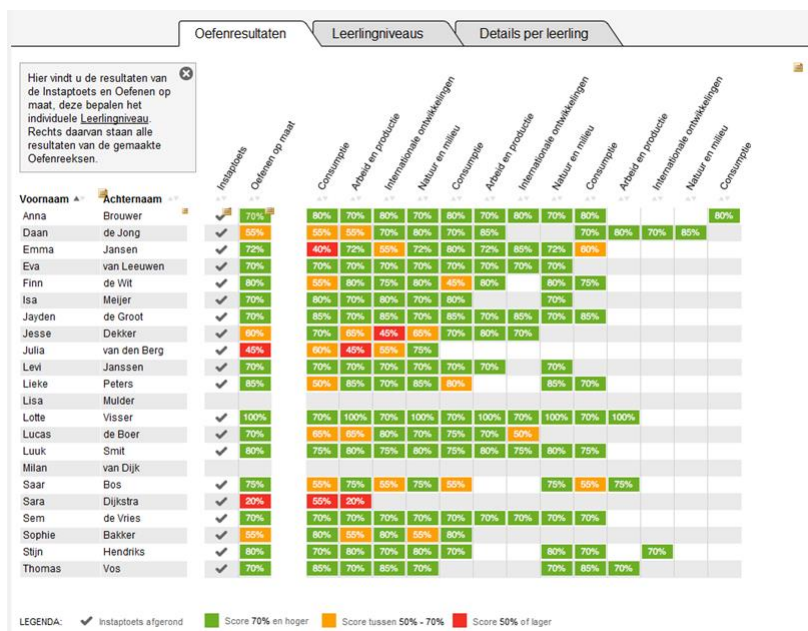 Oefenresultaten Leerlingniveaus Details per leerling
Hier vindt u de resultaten van
de Instaptoets en Oefenen op
maat, deze bepalen het
individuele Leerlingniveau.
Rechts daarvan staan alle
resultaten van de gemaakte
Oefenreeksen.
Instaptoets
Oefenen op maat
Consumptie
Arbeid en productie
Internationale ontwikkelingen
Natuur en milieu
Consumptie
Arbeid en productie
Internationale ontwikkelingen
Natuur en milieu
Consumptie
Arbeid en productie
Internationale ontwikkelingen
Natuur en milieu
Consumptie
Voornaam Achternaam
Anna Brouwer 70% 80% 70% 80% 70% 80% 70% 80% 70% 80% 80%
Daan de Jong 55% 55% 55% 70% 80% 70% 85% 70% 80% 70% 85%
Emma Jansen 72% 40% 72% 55% 72% 80% 72% 85% 72% 60%
Eva van Leeuwen 70% 70% 70% 70% 70% 70% 70% 70% 70%
Finn de Wit 80% 55% 80% 75% 80% 45% 80% 80% 75%
Isa Meijer 70% 80% 70% 80% 70% 80% 70%
Jayden de Groot 70% 85% 70% 85% 70% 85% 70% 85% 70% 85%
Jesse Dekker 60% 70% 65% 45% 65% 70% 80% 70%
Julia van den Berg 45% 60% 45% 55% 75%
Levi Janssen 70% 70% 70% 70% 70% 70% 70% 70%
Lieke Peters 85% 50% 85% 70% 85% 80% 85% 70%
Lisa Mulder
Lotte Visser 100% 70% 100% 70% 100% 70% 100% 70% 100% 70% 100%
Lucas de Boer 70% 65% 65% 80% 70% 75% 70% 50%
Luuk Smit 80% 75% 80% 75% 80% 75% 80% 75% 80% 75%
Milan van Dijk
Saar Bos 75% 55% 75% 55% 75% 55% 75% 55% 75%
Sara Dijkstra 20% 55% 20%
Sem de Vries 70% 70% 70% 70% 70% 70% 70% 70% 70% 70%
Sophie Bakker 55% 80% 55% 80% 55% 80%
Stijn Hendriks 80% 70% 80% 70% 80% 70% 80% 70% 70%
Thomas Vos 70% 85% 70% 85% 70% 70% 85% 70%
LEGENDA: Instaptoets afgerond Score 70% en hoger Score tussen 50% - 70% Score 50% of lager